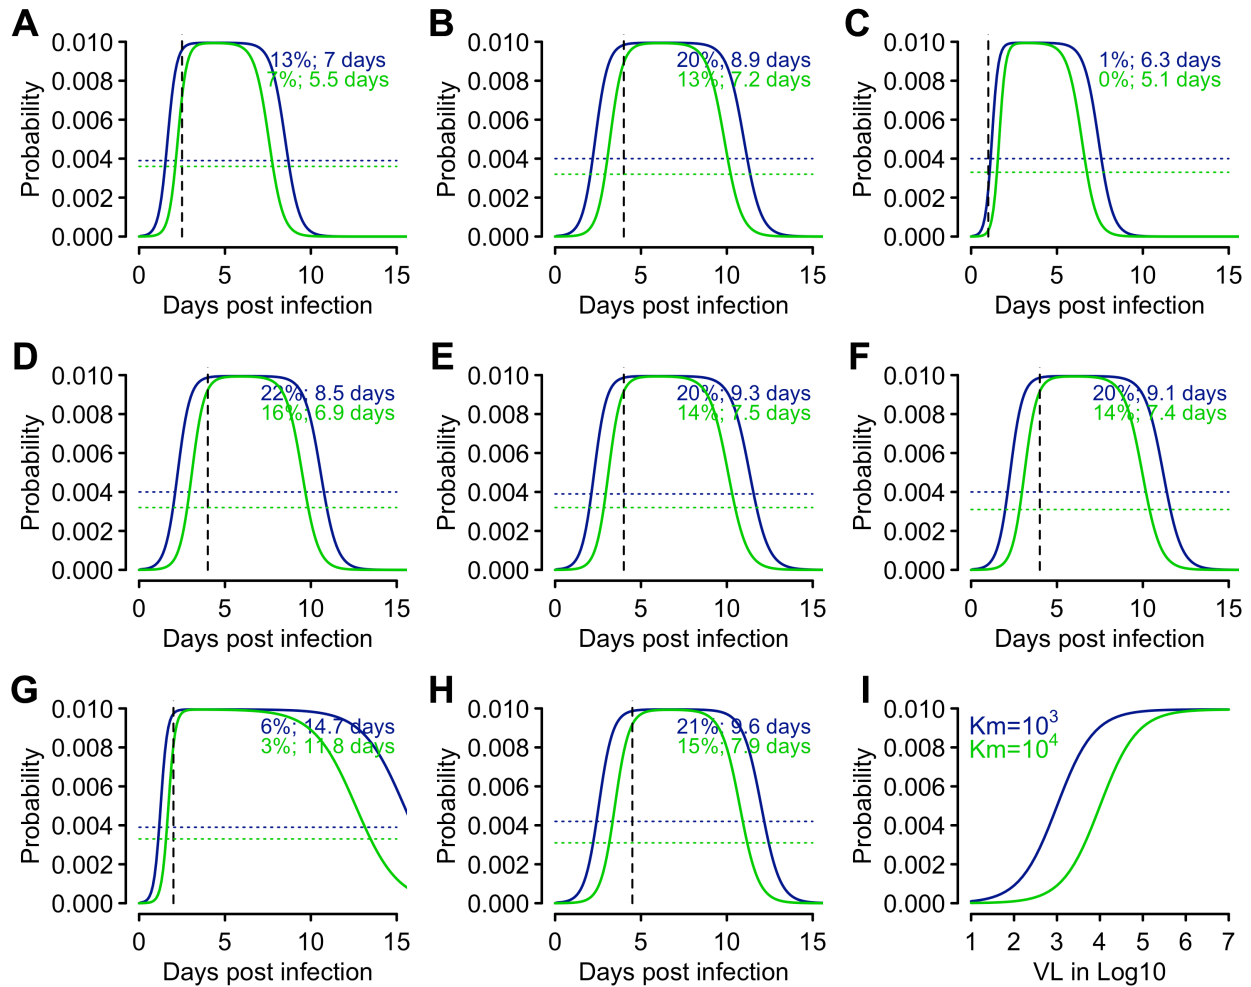 A
Probability
0.010
0.008
0.006
0.004
0.002
0.000
13%; 7 days
7%; 5.5 days
0 5 10 15
Days post infection
B
Probability
0.010
0.008
0.006
0.004
0.002
0.000
20%; 8.9 days
13%; 7.2 days
0 5 10 15
Days post infection
C
Probability
0.010
0.008
0.006
0.004
0.002
0.000
1%; 6.3 days
0%; 5.1 days
0 5 10 15
Days post infection
D
Probability
0.010
0.008
0.006
0.004
0.002
0.000
22%; 8.5 days
16%; 6.9 days
0 5 10 15
Days post infection
E
Probability
0.010
0.008
0.006
0.004
0.002
0.000
20%; 9.3 days
14%; 7.5 days
0 5 10 15
Days post infection
F
Probability
0.010
0.008
0.006
0.004
0.002
0.000
20%; 9.1 days
14%; 7.4 days
0 5 10 15
Days post infection
G
Probability
0.010
0.008
0.006
0.004
0.002
0.000
6%; 14.7 days
3%; 11.8 days
0 5 10 15
Days post infection
H
Probability
0.010
0.008
0.006
0.004
0.002
0.000
21%; 9.6 days
15%; 7.9 days
0 5 10 15
Days post infection
I
Probability
0.010
0.008
0.006
0.004
0.002
0.000
Km=10³
Km=10⁴
1 2 3 4 5 6 7
VL in Log10